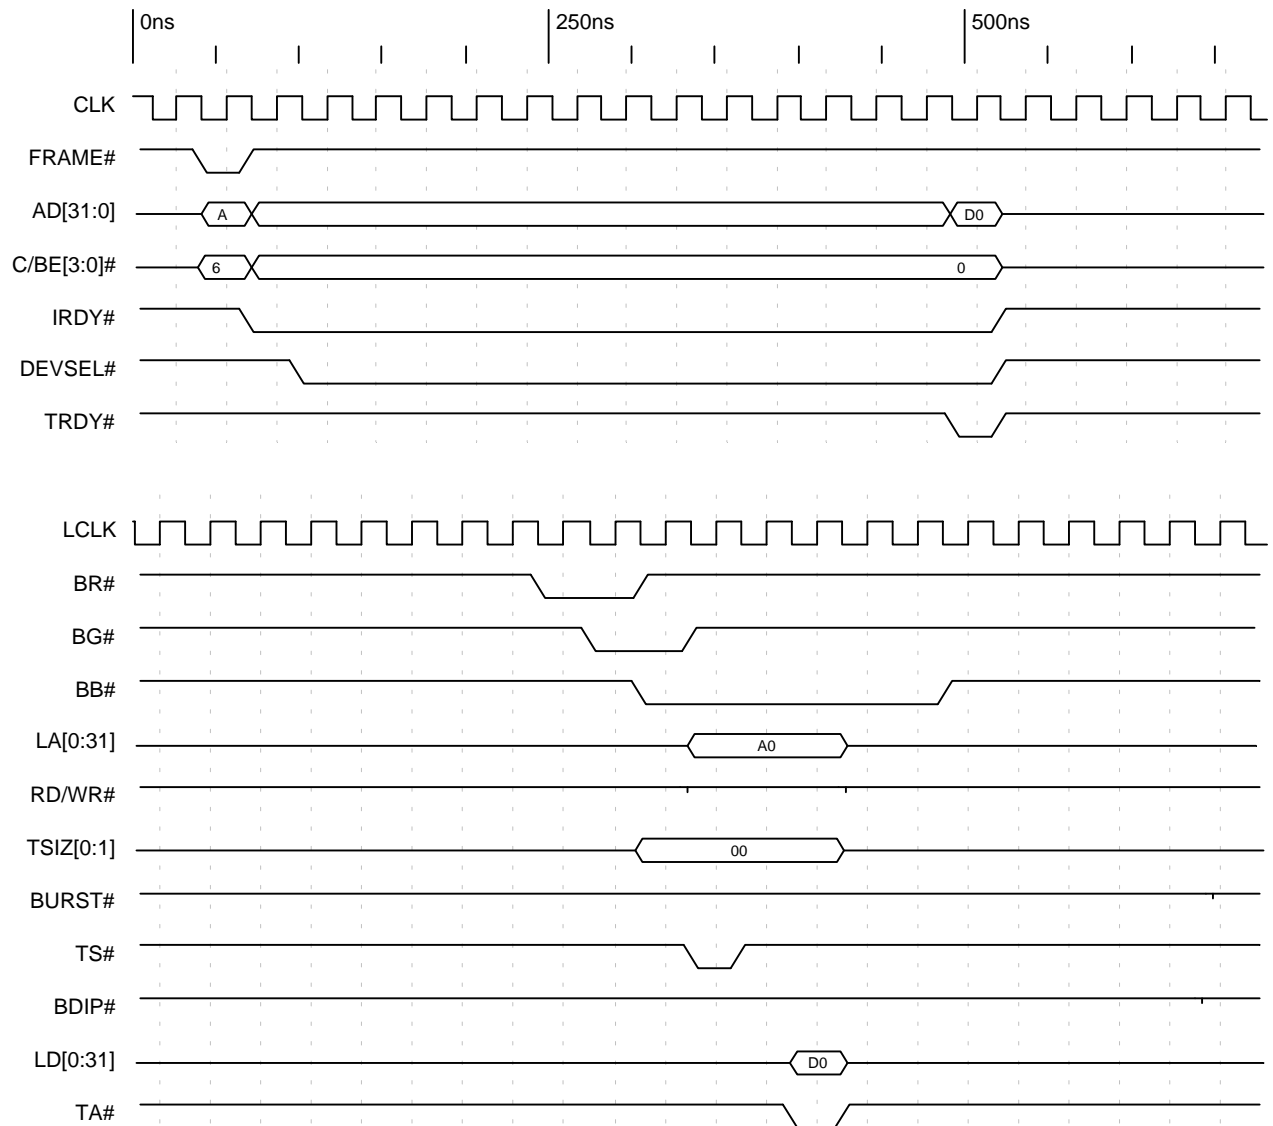 0ns 250ns 500ns
CLK
FRAME#
AD[31:0] A D0
C/BE[3:0]# 6 0
IRDY#
DEVSEL#
TRDY#
LCLK
BR#
BG#
BB#
LA[0:31] A0
RD/WR#
TSIZ[0:1] 00
BURST#
TS#
BDIP#
LD[0:31] D0
TA#